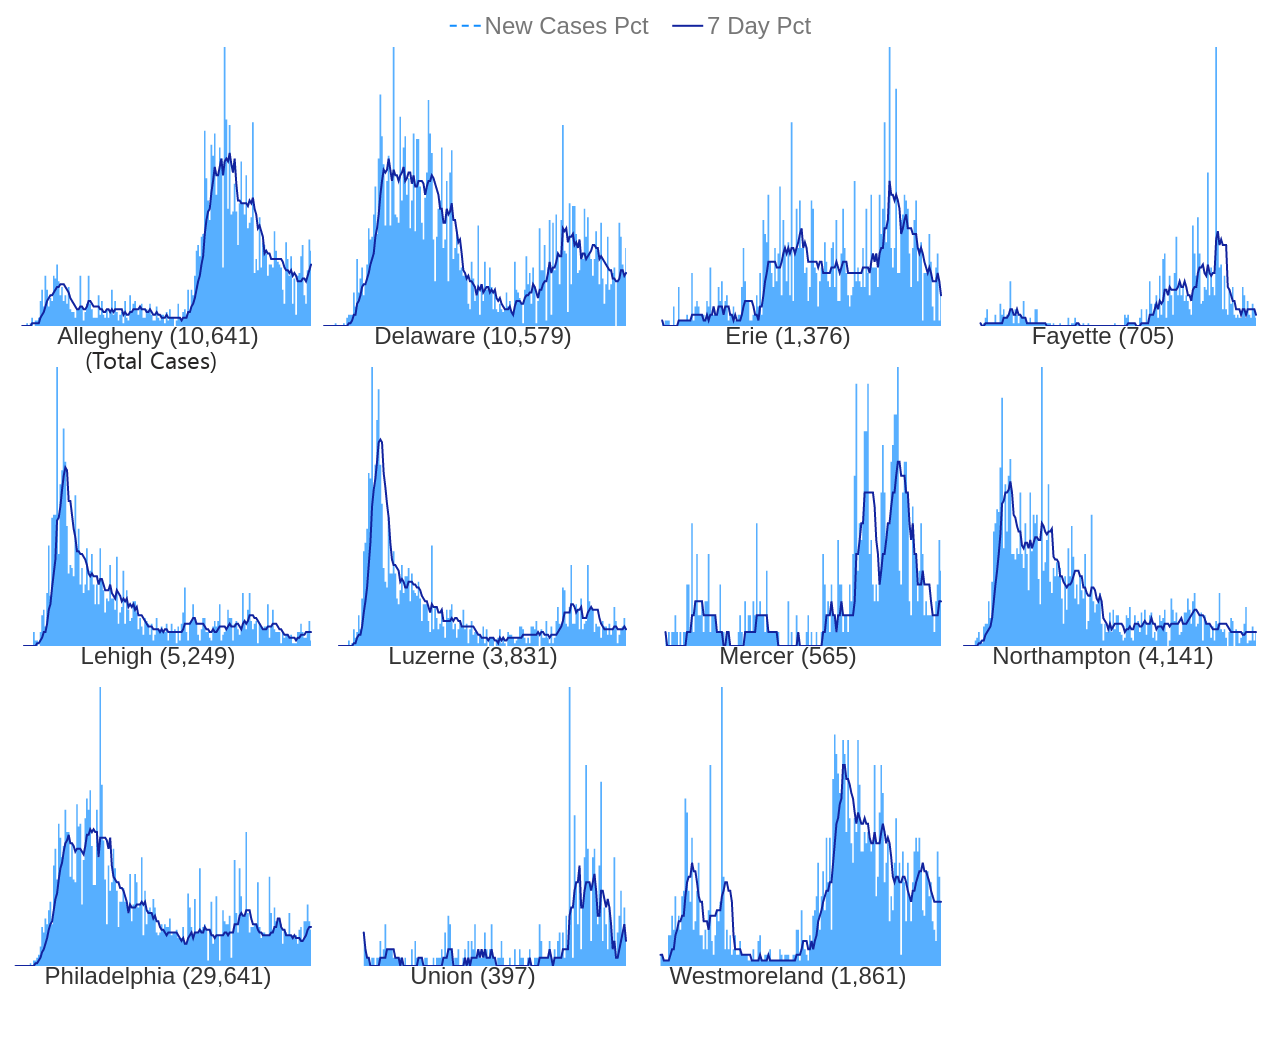 New Cases Pct 7 Day Pct
Allegheny (10,641) Delaware (10,579) Erie (1,376) Fayette (705)
(Total Cases)
Lehigh (5,249) Luzerne (3,831) Mercer (565) Northampton (4,141)
Philadelphia (29,641) Union (397) Westmoreland (1,861)